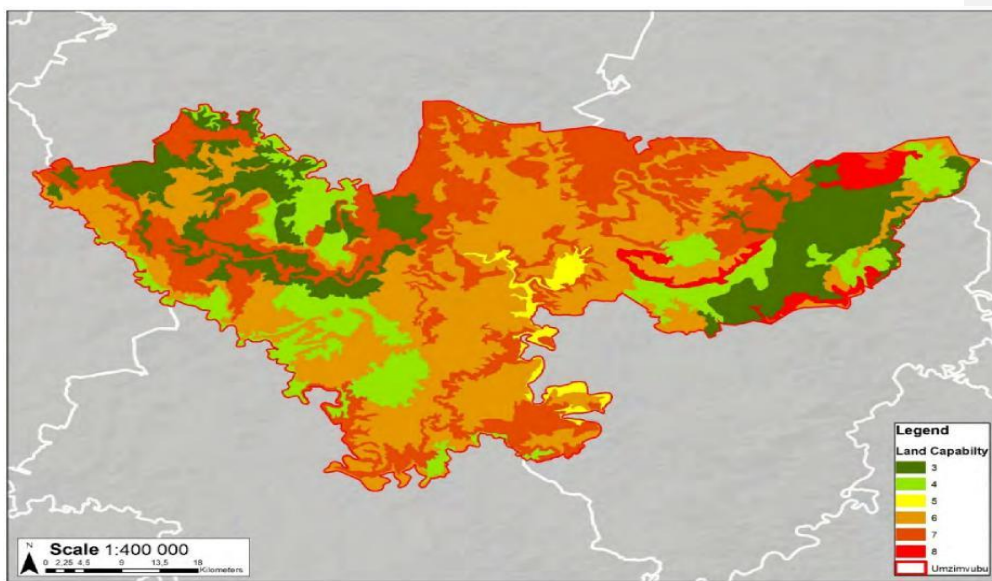 Legend
Land Capabilty
3
4
5
6
7
8
Umzimvubu
N
Scale 1:400 000
0 2,25 4,5 9 13,5 18
Kilometers